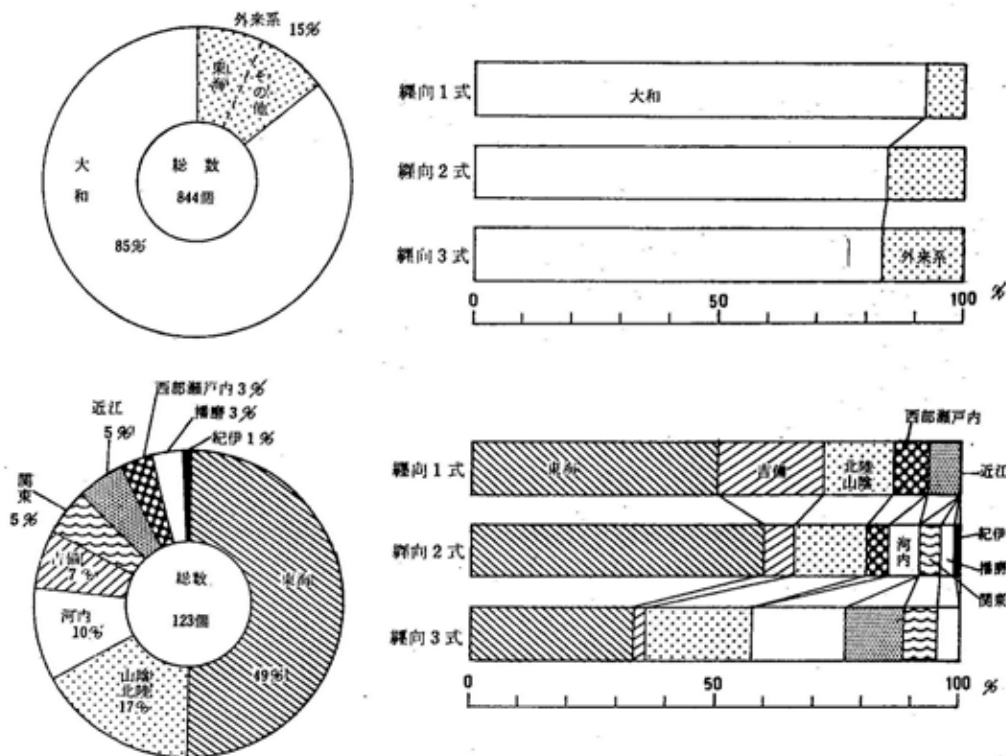 外来系
15%
東海
その他
大和
85%
総数
844個
纒向1式
大和
纒向2式
纒向3式
外来系
0 50 100 %
西部瀬戸内3%
播磨3%
紀伊1%
近江
5%
関東
5%
吉備
7%
河内
10%
山陰
北陸
17%
東海
49%
総数
123個
西部瀬戸内
纒向1式
東海
吉備
北陸
山陰
近江
纒向2式
河内
紀伊
播磨
関東
纒向3式
0 50 100 %